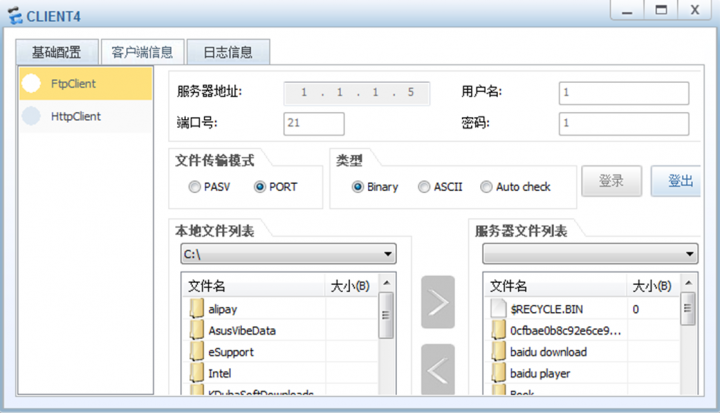 CLIENT4
基础配置 客户端信息 日志信息
FtpClient
HttpClient
服务器地址: 1 . 1 . 1 . 5 用户名: 1
端口号: 21 密码: 1
文件传输模式 类型
PASV PORT Binary ASCII Auto check 登录 登出
本地文件列表 服务器文件列表
C:\
文件名 大小(B) 文件名 大小(B)
alipay $RECYCLE.BIN 0
AsusVibeData 0cfbae0b8c92e6ce9...
eSupport baidu download
Intel baidu player
KDubaSoftDownloads Book